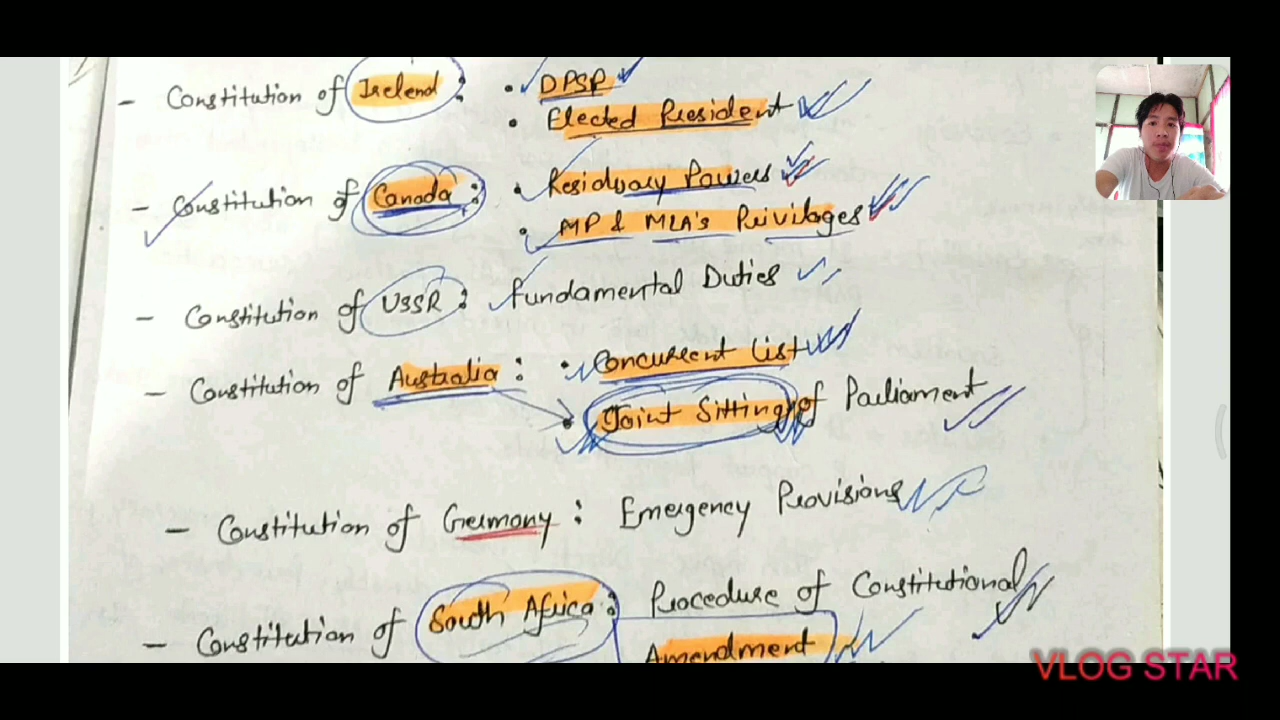 - Constitution of Irelend : • DPSP
• Elected President
- Constitution of Canada : • Residuary Powers
• MP & MLA's Privilages
- Constitution of USSR : Fundamental Duties
- Constitution of Australia : • Concurrent List
• Joint Sitting of Parliament
- Constitution of Germony : Emergency Provisions
- Constitution of South Africa : Procedure of Constitutional
Amendment
VLOG STAR